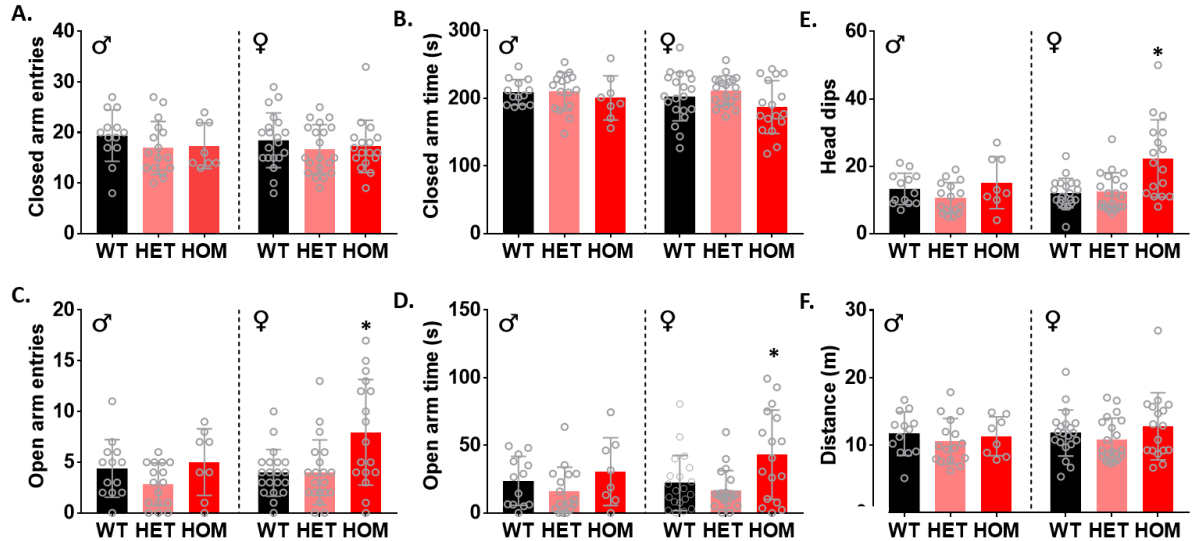 A.
Closed arm entries
40
30
20
10
0
♂
♀
WT HET HOM WT HET HOM
B.
Closed arm time (s)
300
200
100
0
♂
♀
WT HET HOM WT HET HOM
E.
Head dips
60
40
20
0
♂
♀
*
WT HET HOM WT HET HOM
C.
Open arm entries
20
15
10
5
0
♂
♀
*
WT HET HOM WT HET HOM
D.
Open arm time (s)
150
100
50
0
♂
♀
*
WT HET HOM WT HET HOM
F.
Distance (m)
30
20
10
♂
♀
WT HET HOM WT HET HOM